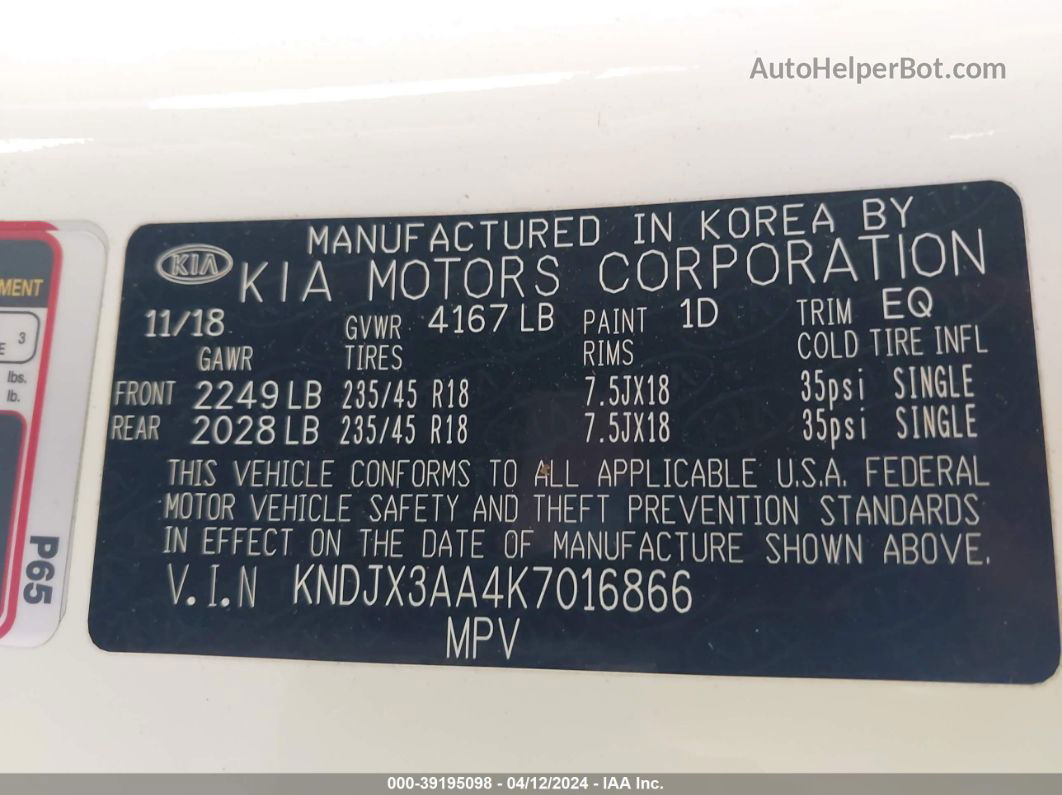 AutoHelperBot.com
MANUFACTURED IN KOREA BY
KIA KIA MOTORS CORPORATION
11/18 GVWR 4167 LB PAINT 1D TRIM EQ
GAWR TIRES RIMS COLD TIRE INFL
FRONT 2249 LB 235/45 R18 7.5JX18 35psi SINGLE
REAR 2028 LB 235/45 R18 7.5JX18 35psi SINGLE
THIS VEHICLE CONFORMS TO ALL APPLICABLE U.S.A. FEDERAL
MOTOR VEHICLE SAFETY AND THEFT PREVENTION STANDARDS
IN EFFECT ON THE DATE OF MANUFACTURE SHOWN ABOVE.
V.I.N KNDJX3AA4K7016866
MPV
MENT
3
E
lbs.
lb.
P65
000-39195098 - 04/12/2024 - IAA Inc.